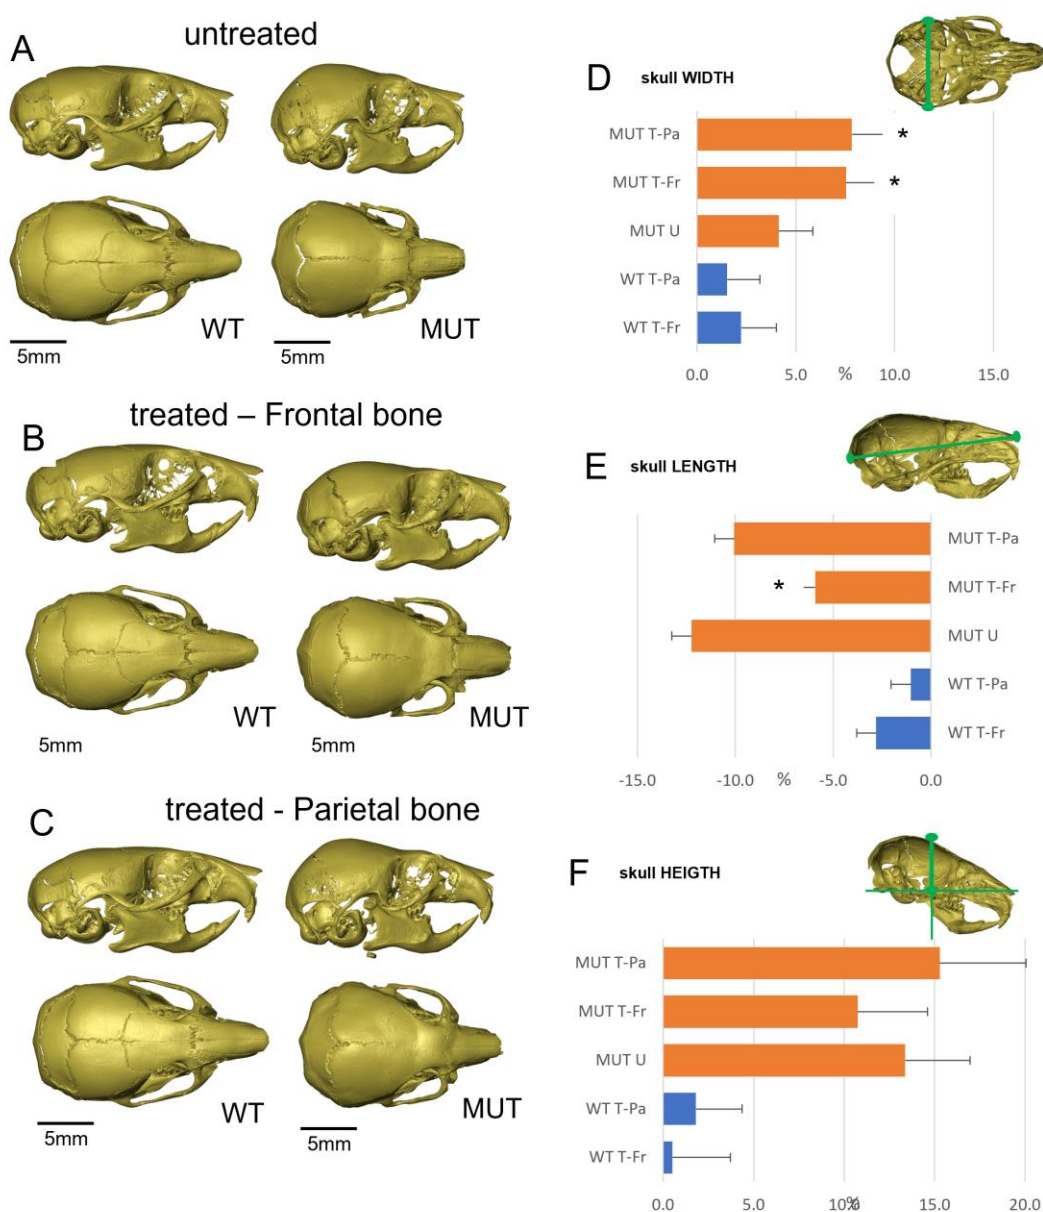 A
untreated
WT
MUT
5mm
5mm
B
treated – Frontal bone
WT
MUT
5mm
5mm
C
treated - Parietal bone
WT
MUT
5mm
5mm
D
skull WIDTH
MUT T-Pa
*
MUT T-Fr
*
MUT U
WT T-Pa
WT T-Fr
0.0 5.0 % 10.0 15.0
E
skull LENGTH
MUT T-Pa
* MUT T-Fr
MUT U
WT T-Pa
WT T-Fr
-15.0 -10.0 % -5.0 0.0
F
skull HEIGTH
MUT T-Pa
MUT T-Fr
MUT U
WT T-Pa
WT T-Fr
0.0 5.0 10.0 % 15.0 20.0